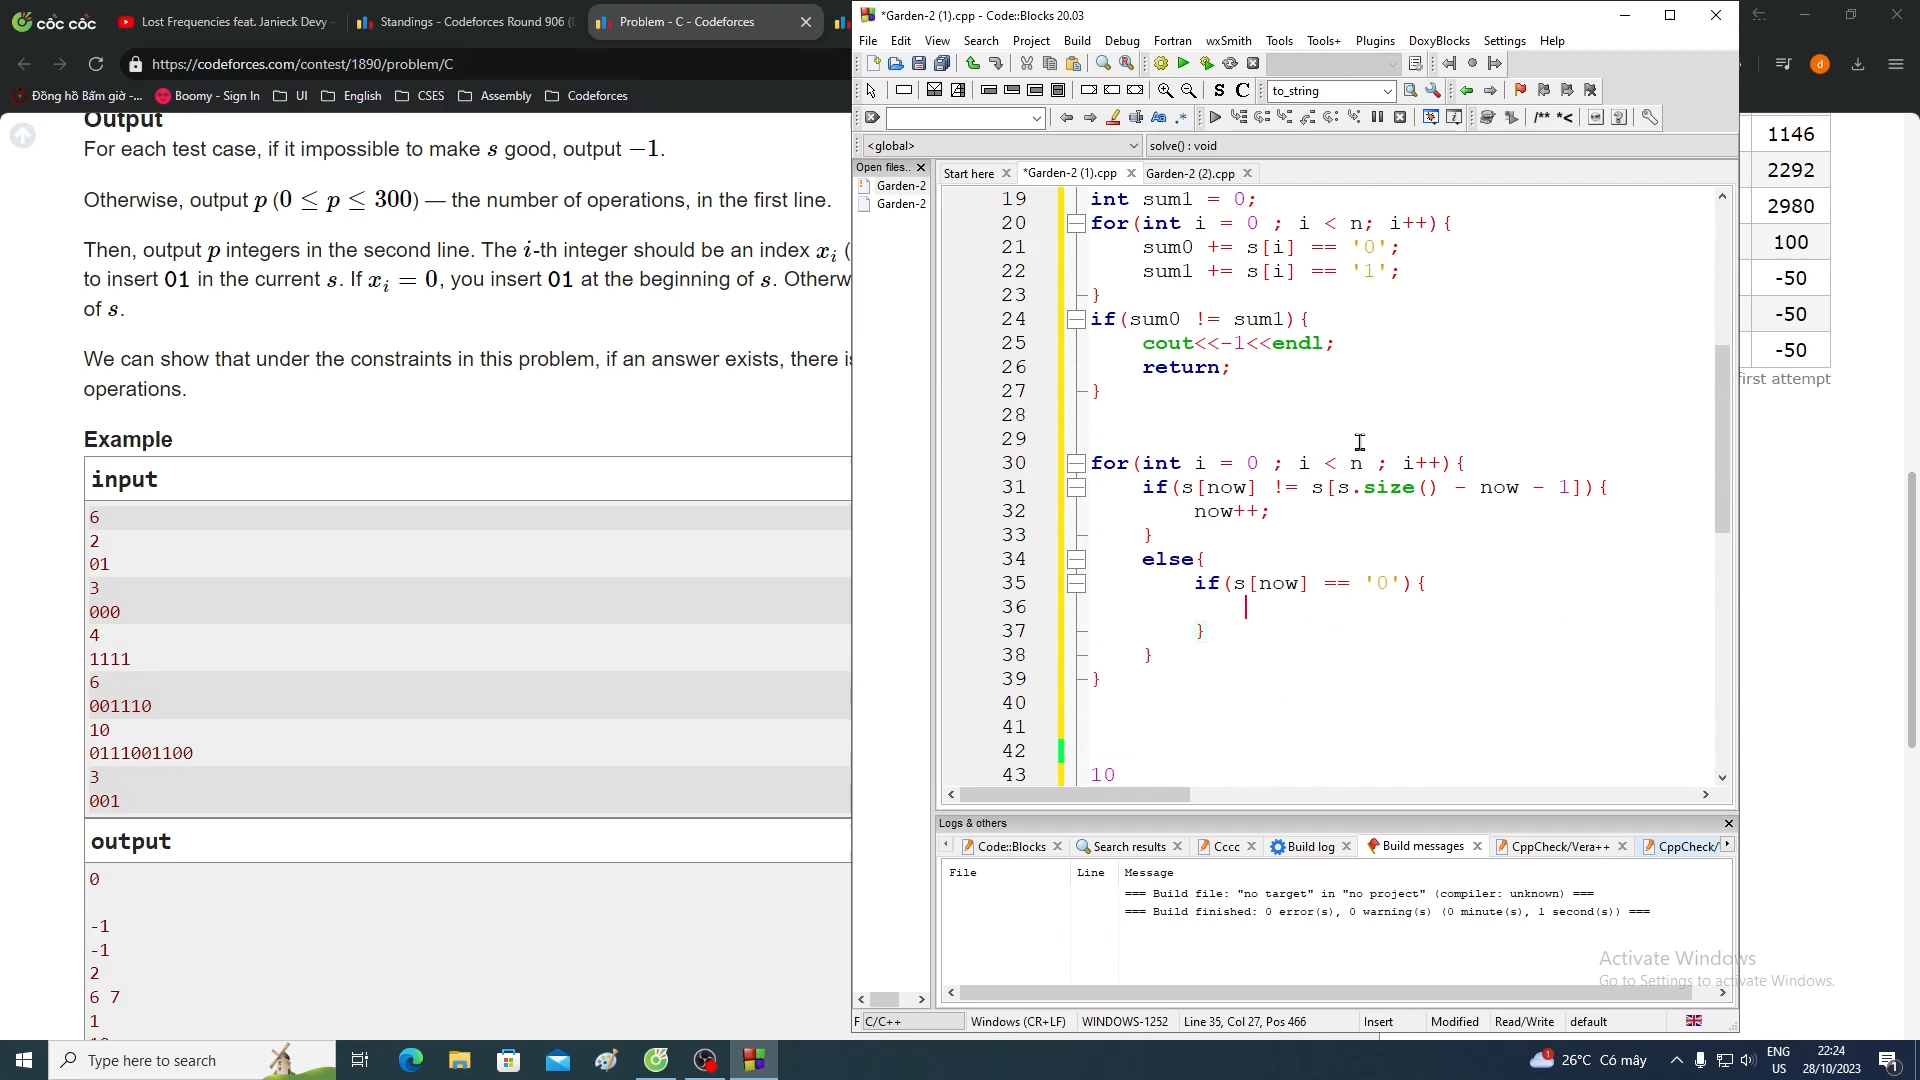 cốc cốc
Lost Frequencies feat. Janieck Devy -
Standings - Codeforces Round 906 (
Problem - C - Codeforces
https://codeforces.com/contest/1890/problem/C
Đồng hồ Bấm giờ -...
Boomy - Sign In
UI
English
CSES
Assembly
Codeforces
Output
For each test case, if it impossible to make s good, output −1.
Otherwise, output p (0 ≤ p ≤ 300) — the number of operations, in the first line.
Then, output p integers in the second line. The i-th integer should be an index xi (
to insert 01 in the current s. If xi = 0, you insert 01 at the beginning of s. Otherw
of s.
We can show that under the constraints in this problem, if an answer exists, there i
operations.
Example
input
6
2
01
3
000
4
1111
6
001110
10
0111001100
3
001
output
0
-1
-1
2
6 7
1
10
*Garden-2 (1).cpp - Code::Blocks 20.03
File Edit View Search Project Build Debug Fortran wxSmith Tools Tools+ Plugins DoxyBlocks Settings Help
to_string
<global>
solve() : void
Open files..
Garden-2
Garden-2
Start here
*Garden-2 (1).cpp
Garden-2 (2).cpp
19 int sum1 = 0;
20 for(int i = 0 ; i < n; i++){
21 sum0 += s[i] == '0';
22 sum1 += s[i] == '1';
23 }
24 if(sum0 != sum1){
25 cout<<-1<<endl;
26 return;
27 }
28
29
30 for(int i = 0 ; i < n ; i++){
31 if(s[now] != s[s.size() - now - 1]){
32 now++;
33 }
34 else{
35 if(s[now] == '0'){
36
37 }
38 }
39 }
40
41
42
43 10
Logs & others
Code::Blocks
Search results
Cccc
Build log
Build messages
CppCheck/Vera++
CppCheck/
File Line Message
=== Build file: "no target" in "no project" (compiler: unknown) ===
=== Build finished: 0 error(s), 0 warning(s) (0 minute(s), 1 second(s)) ===
F C/C++ Windows (CR+LF) WINDOWS-1252 Line 35, Col 27, Pos 466 Insert Modified Read/Write default
1146
2292
2980
100
-50
-50
-50
first attempt
Activate Windows
Go to Settings to activate Windows.
Type here to search
26°C Có mây
ENG
US
22:24
28/10/2023